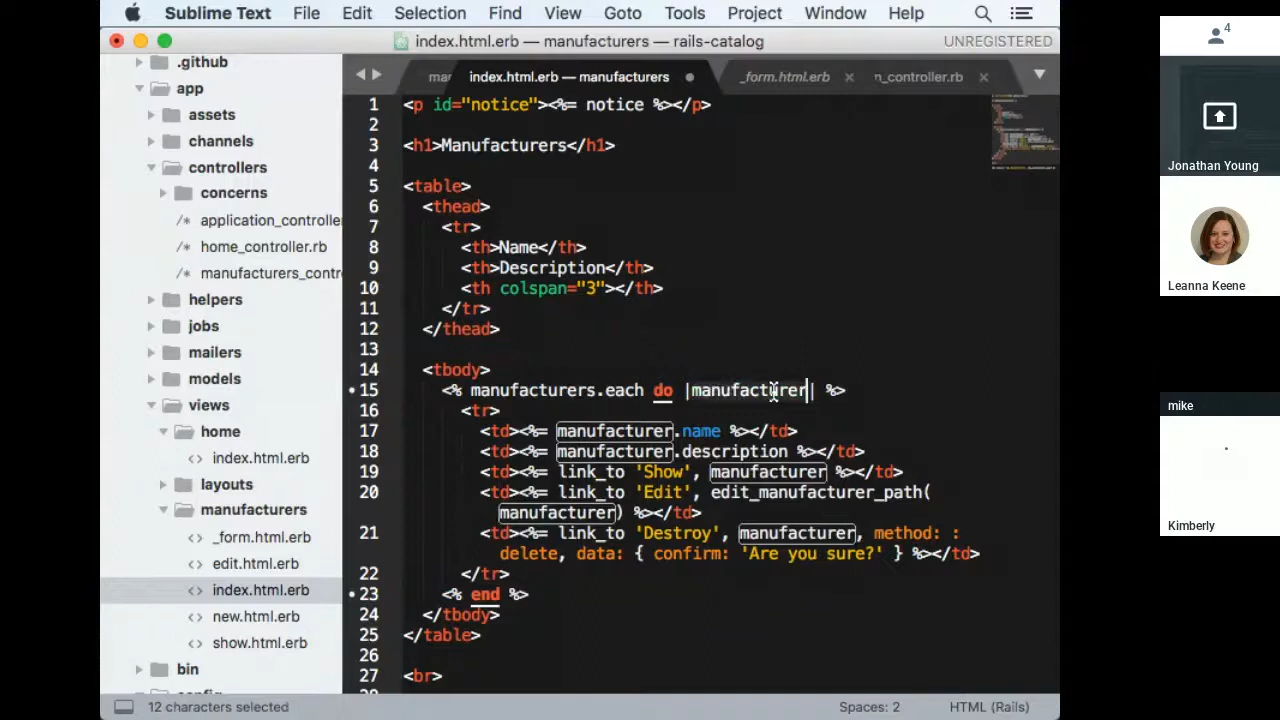 Sublime Text File Edit Selection Find View Goto Tools Project Window Help
index.html.erb — manufacturers — rails-catalog
UNREGISTERED
.github
app
assets
channels
controllers
concerns
/* application_controlle
/* home_controller.rb
/* manufacturers_contr
helpers
jobs
mailers
models
views
home
<> index.html.erb
layouts
manufacturers
<> _form.html.erb
<> edit.html.erb
<> index.html.erb
<> new.html.erb
<> show.html.erb
bin
index.html.erb — manufacturers
_form.html.erb
n_controller.rb
1 <p id="notice"><%= notice %></p>
2
3 <h1>Manufacturers</h1>
4
5 <table>
6 <thead>
7 <tr>
8 <th>Name</th>
9 <th>Description</th>
10 <th colspan="3"></th>
11 </tr>
12 </thead>
13
14 <tbody>
15 <% manufacturers.each do |manufacturer| %>
16 <tr>
17 <td><%= manufacturer.name %></td>
18 <td><%= manufacturer.description %></td>
19 <td><%= link_to 'Show', manufacturer %></td>
20 <td><%= link_to 'Edit', edit_manufacturer_path(
manufacturer) %></td>
21 <td><%= link_to 'Destroy', manufacturer, method: :
delete, data: { confirm: 'Are you sure?' } %></td>
22 </tr>
23 <% end %>
24 </tbody>
25 </table>
26
27 <br>
12 characters selected
Spaces: 2
HTML (Rails)
4
Jonathan Young
Leanna Keene
mike
Kimberly